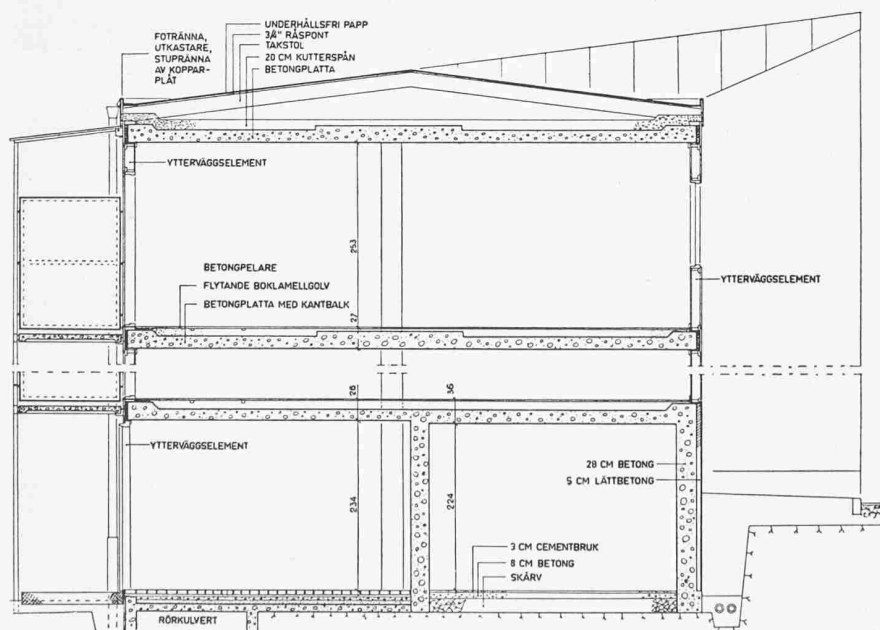 FOTRÄNNA,
UTKASTARE,
STUPRÄNNA
AV KOPPAR-
PLÅT
UNDERHÅLLSFRI PAPP
3/4" RÅSPONT
TAKSTOL
20 CM KUTTERSPÅN
BETONGPLATTA
YTTERVÄGGSELEMENT
253
BETONGPELARE
FLYTANDE BOKLAMELLGOLV
BETONGPLATTA MED KANTBALK
YTTERVÄGGSELEMENT
27
26
36
YTTERVÄGGSELEMENT
28 CM BETONG
5 CM LÄTTBETONG
234
224
3 CM CEMENTBRUK
8 CM BETONG
SKÄRV
RÖRKULVERT